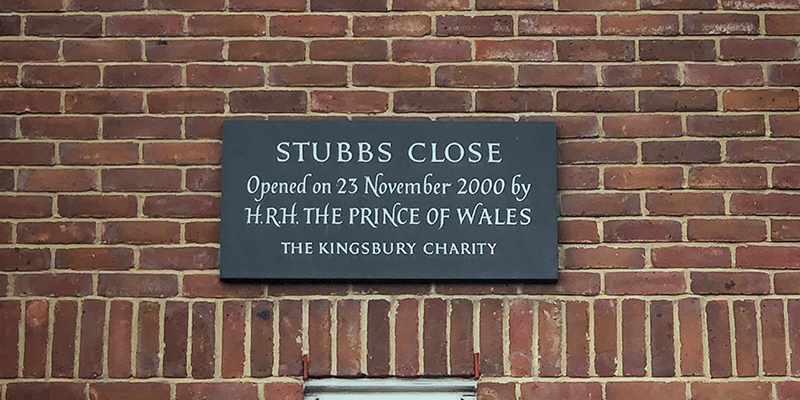 STUBBS CLOSE
Opened on 23 November 2000 by
H.R.H. THE PRINCE OF WALES
THE KINGSBURY CHARITY